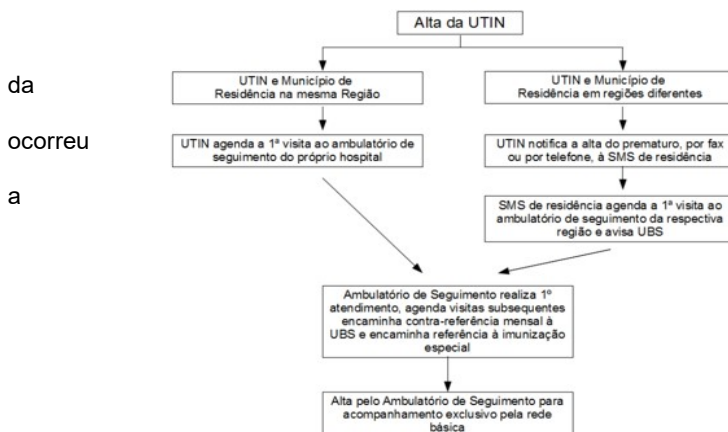 Alta da UTIN
da
ocorreu
a
UTIN e Município de
Residência na mesma Região
UTIN agenda a 1ª visita ao ambulatório de
seguimento do próprio hospital
UTIN e Município de
Residência em regiões diferentes
UTIN notifica a alta do prematuro, por fax
ou por telefone, à SMS de residência
SMS de residência agenda a 1ª visita ao
ambulatório de seguimento da respectiva
região e avisa UBS
Ambulatório de Seguimento realiza 1º
atendimento, agenda visitas subsequentes
encaminha contra-referência mensal à
UBS e encaminha referência à imunização
especial
Alta pelo Ambulatório de Seguimento para
acompanhamento exclusivo pela rede
básica